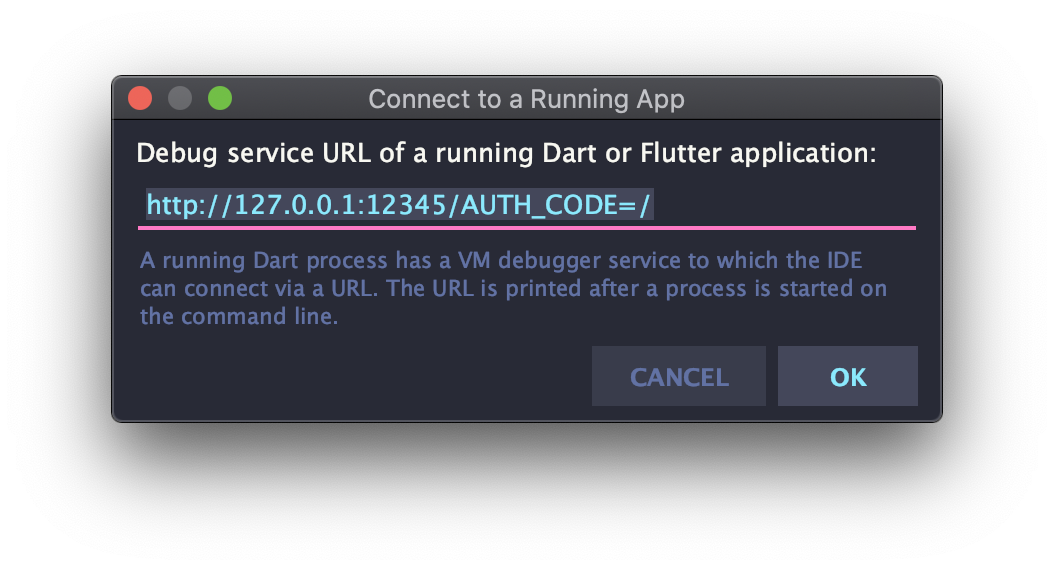 Connect to a Running App
Debug service URL of a running Dart or Flutter application:
http://127.0.0.1:12345/AUTH_CODE=/
A running Dart process has a VM debugger service to which the IDE
can connect via a URL. The URL is printed after a process is started on
the command line.
CANCEL OK